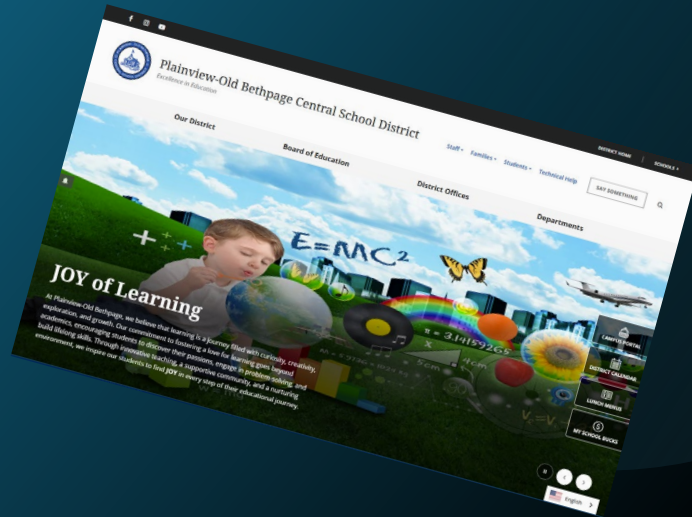 DISTRICT HOME
SCHOOLS
Plainview-Old Bethpage Central School District
Excellence in Education
Staff Families Students Technical Help
SAY SOMETHING
Our District
Board of Education
District Offices
Departments
E=MC²
JOY of Learning
At Plainview-Old Bethpage, we believe that learning is a journey filled with curiosity, creativity,
exploration, and growth. Our commitment to fostering a love for learning goes beyond
academics, encouraging students to discover their passions, engage in problem-solving, and
build lifelong skills. Through innovative teaching, a supportive community, and a nurturing
environment, we inspire our students to find JOY in every step of their educational journey.
π = 3.14159265
X
5cm
4cm
CAMPUS PORTAL
DISTRICT CALENDAR
LUNCH MENUS
MY SCHOOL BUCKS
English